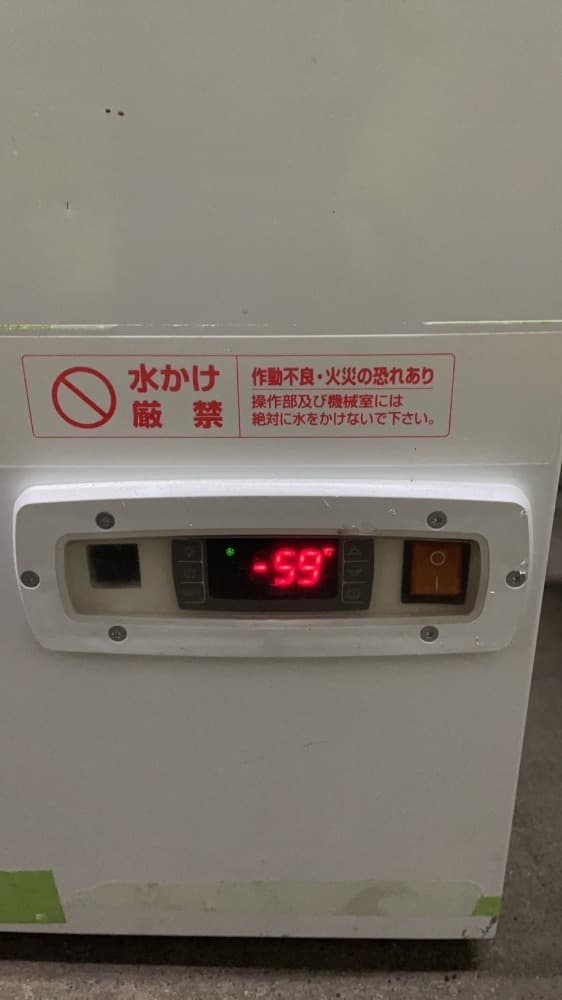 水かけ
厳禁
作動不良・火災の恐れあり
操作部及び機械室には
絶対に水をかけないで下さい。
-59